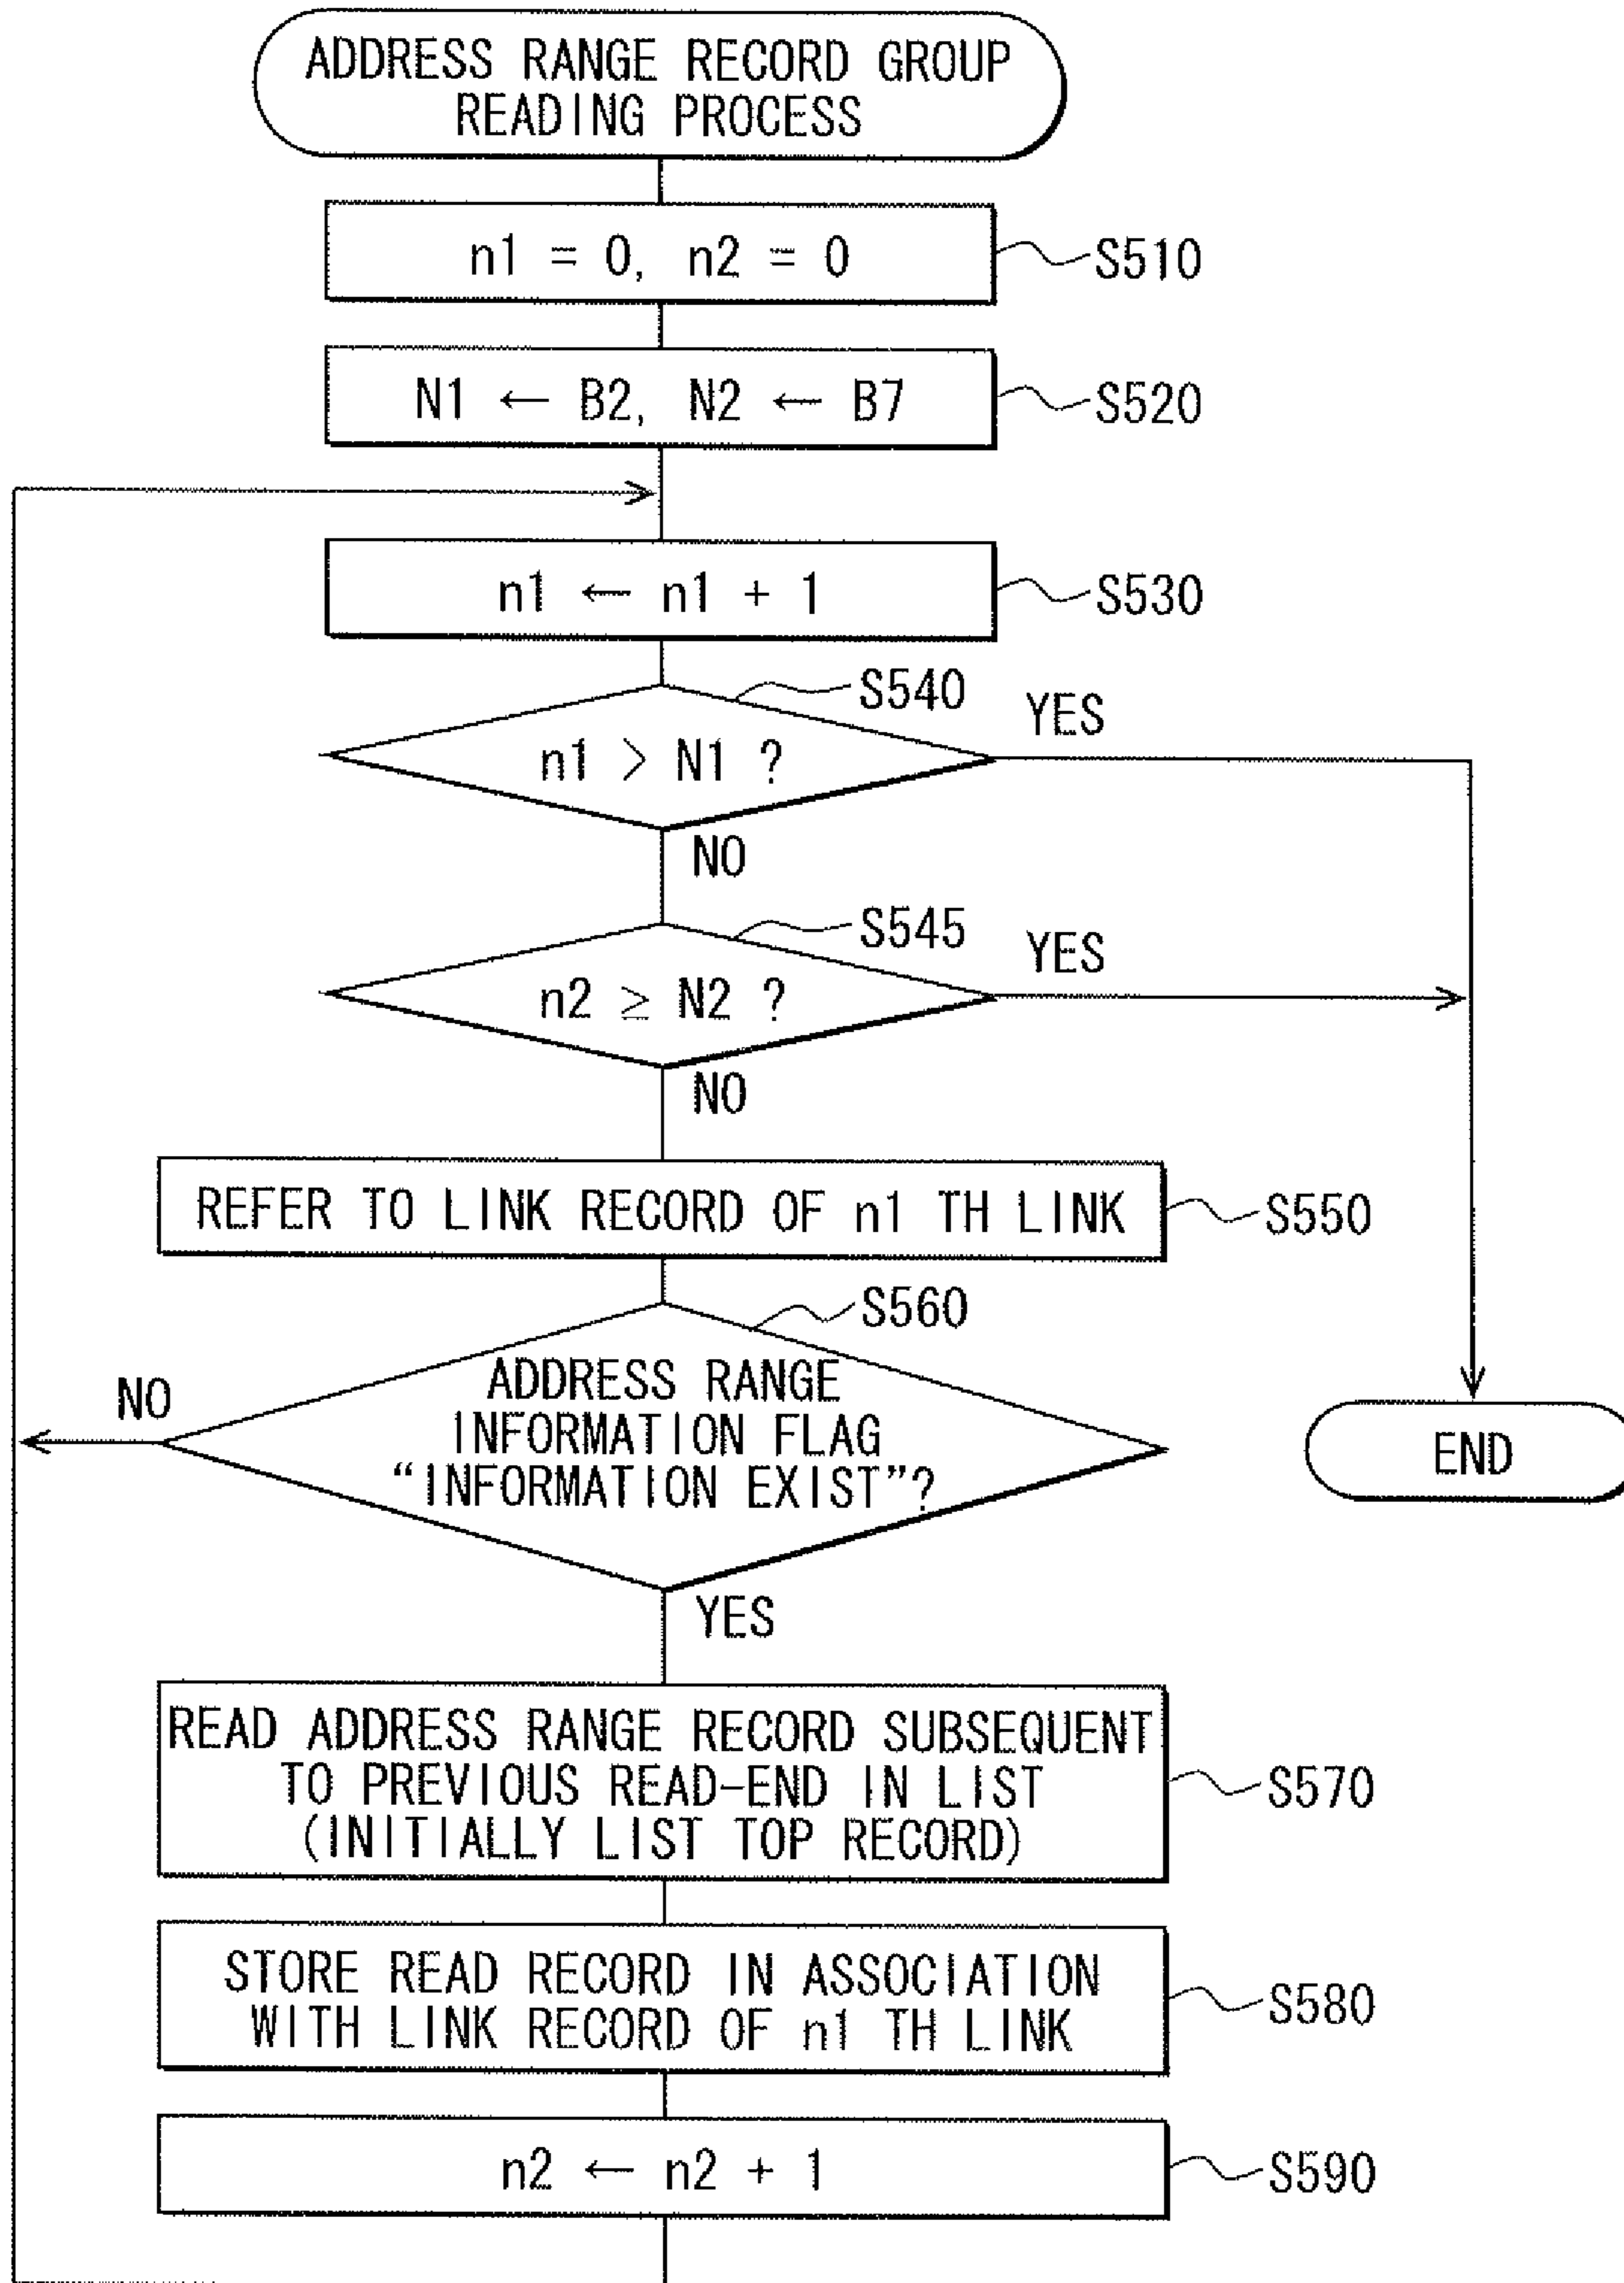 ADDRESS RANGE RECORD GROUP
READING PROCESS
n1 = 0, n2 = 0
S510
N1 ← B2, N2 ← B7
S520
n1 ← n1 + 1
S530
S540
YES
n1 > N1 ?
NO
S545
YES
n2 ≥ N2 ?
NO
REFER TO LINK RECORD OF n1 TH LINK
S550
S560
NO
ADDRESS RANGE
INFORMATION FLAG
“INFORMATION EXIST”?
END
YES
READ ADDRESS RANGE RECORD SUBSEQUENT
TO PREVIOUS READ-END IN LIST
(INITIALLY LIST TOP RECORD)
S570
STORE READ RECORD IN ASSOCIATION
WITH LINK RECORD OF n1 TH LINK
S580
n2 ← n2 + 1
S590